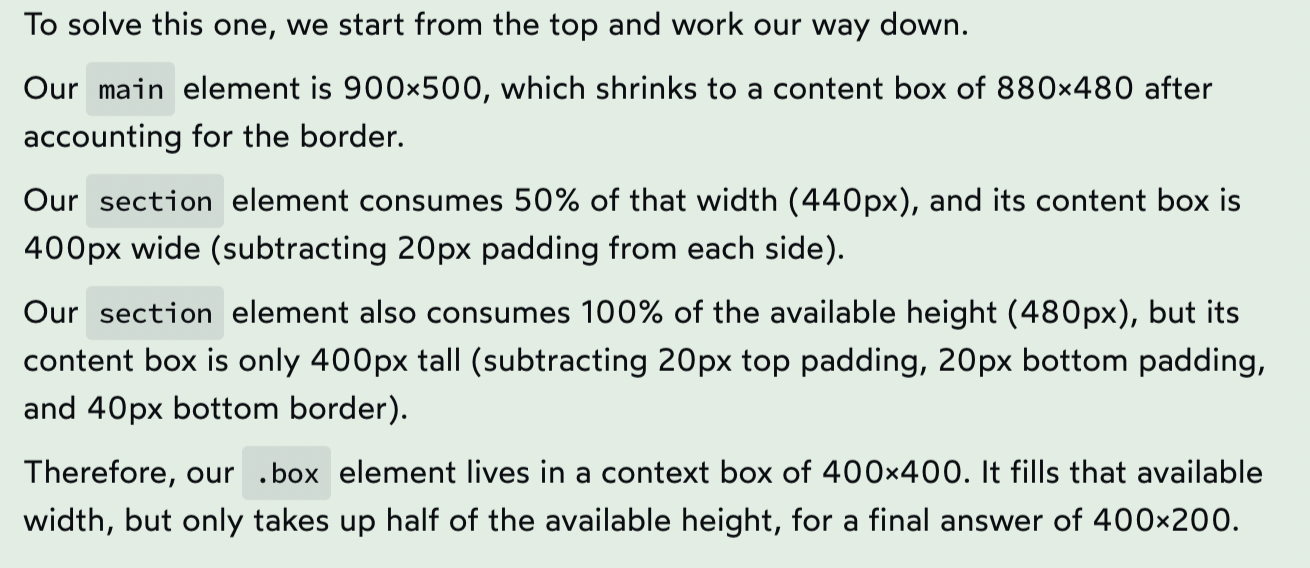 To solve this one, we start from the top and work our way down.
Our main element is 900×500, which shrinks to a content box of 880×480 after
accounting for the border.
Our section element consumes 50% of that width (440px), and its content box is
400px wide (subtracting 20px padding from each side).
Our section element also consumes 100% of the available height (480px), but its
content box is only 400px tall (subtracting 20px top padding, 20px bottom padding,
and 40px bottom border).
Therefore, our .box element lives in a context box of 400×400. It fills that available
width, but only takes up half of the available height, for a final answer of 400×200.